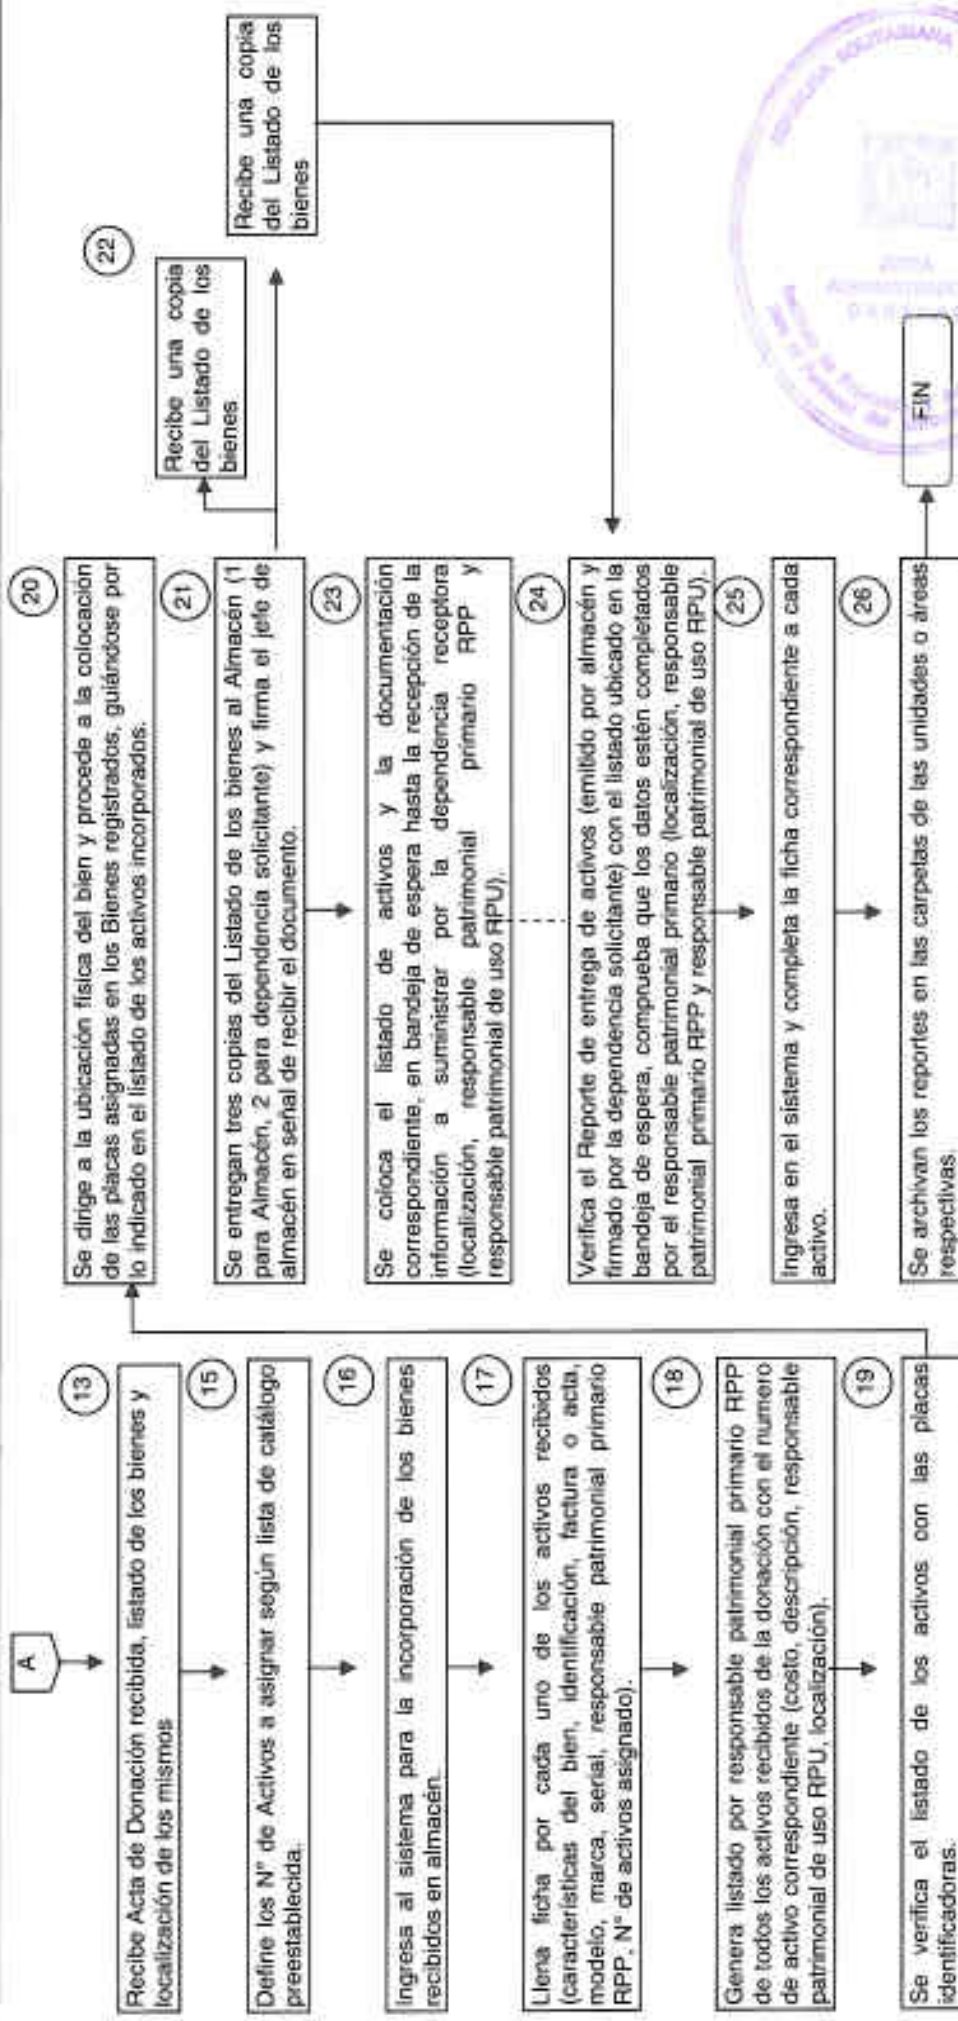 A
13
Recibe Acta de Donación recibida, listado de los bienes y
localización de los mismos
15
Define los N° de Activos a asignar según lista de catálogo
preestablecida.
16
Ingresa al sistema para la incorporación de los bienes
recibidos en almacén.
17
Llena ficha por cada uno de los activos recibidos
(características del bien, identificación, factura o acta,
modelo, marca, serial, responsable patrimonial primario
RPP, N° de activos asignado).
18
Genera listado por responsable patrimonial primario RPP
de todos los activos recibidos de la donación con el numero
de activo correspondiente (costo, descripción, responsable
patrimonial de uso RPU, localización).
19
Se verifica el listado de los activos con las placas
identificadoras.
20
Se dirige a la ubicación física del bien y procede a la colocación
de las placas asignadas en los Bienes registrados, guiándose por
lo indicado en el listado de los activos incorporados.
21
Se entregan tres copias del Listado de los bienes al Almacén (1
para Almacén, 2 para dependencia solicitante) y firma el jefe de
almacén en señal de recibir el documento.
22
Recibe una copia
del Listado de los
bienes
Recibe una copia
del Listado de los
bienes
23
Se coloca el listado de activos y la documentación
correspondiente, en bandeja de espera hasta la recepción de la
información a suministrar por la dependencia receptora
(localización, responsable patrimonial primario RPP y
responsable patrimonial de uso RPU).
24
Verifica el Reporte de entrega de activos (emitido por almacén y
firmado por la dependencia solicitante) con el listado ubicado en la
bandeja de espera, comprueba que los datos estén completados
por el responsable patrimonial primario (localización, responsable
patrimonial primario RPP y responsable patrimonial de uso RPU).
25
Ingresa en el sistema y completa la ficha correspondiente a cada
activo.
26
Se archivan los reportes en las carpetas de las unidades o áreas
respectivas.
FIN